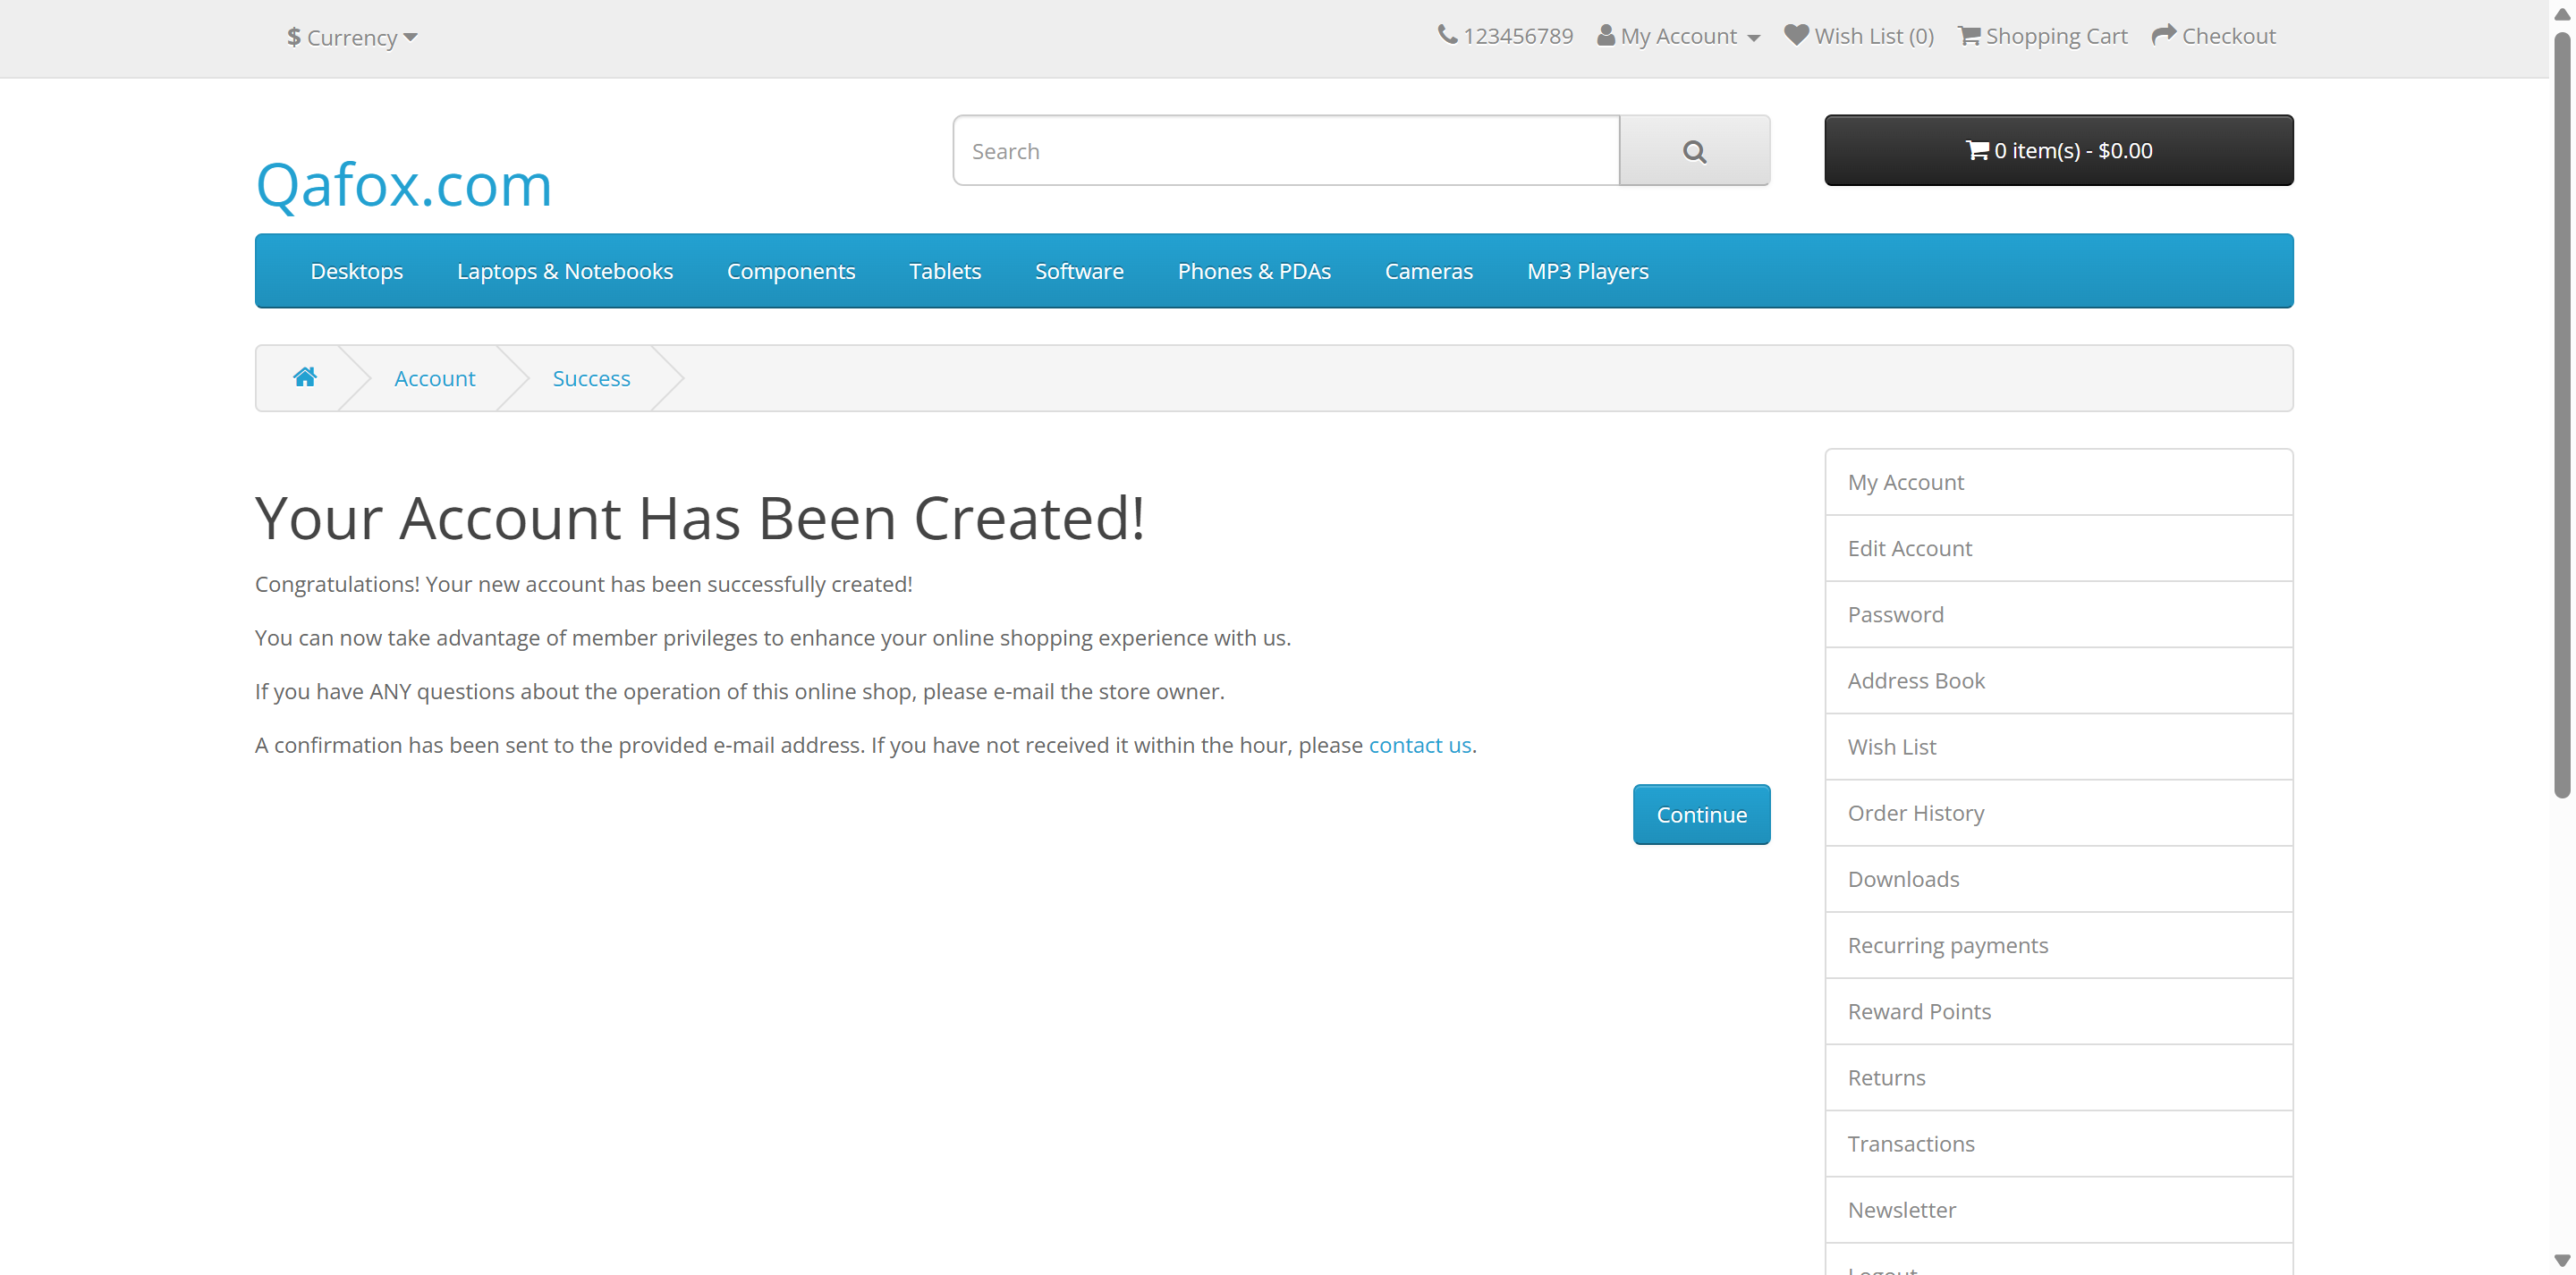 $ Currency
123456789 My Account Wish List (0) Shopping Cart Checkout
Search
0 item(s) - $0.00
Qafox.com
Desktops Laptops & Notebooks Components Tablets Software Phones & PDAs Cameras MP3 Players
Account Success
Your Account Has Been Created!
Congratulations! Your new account has been successfully created!
You can now take advantage of member privileges to enhance your online shopping experience with us.
If you have ANY questions about the operation of this online shop, please e-mail the store owner.
A confirmation has been sent to the provided e-mail address. If you have not received it within the hour, please contact us.
Continue
My Account
Edit Account
Password
Address Book
Wish List
Order History
Downloads
Recurring payments
Reward Points
Returns
Transactions
Newsletter
Logout